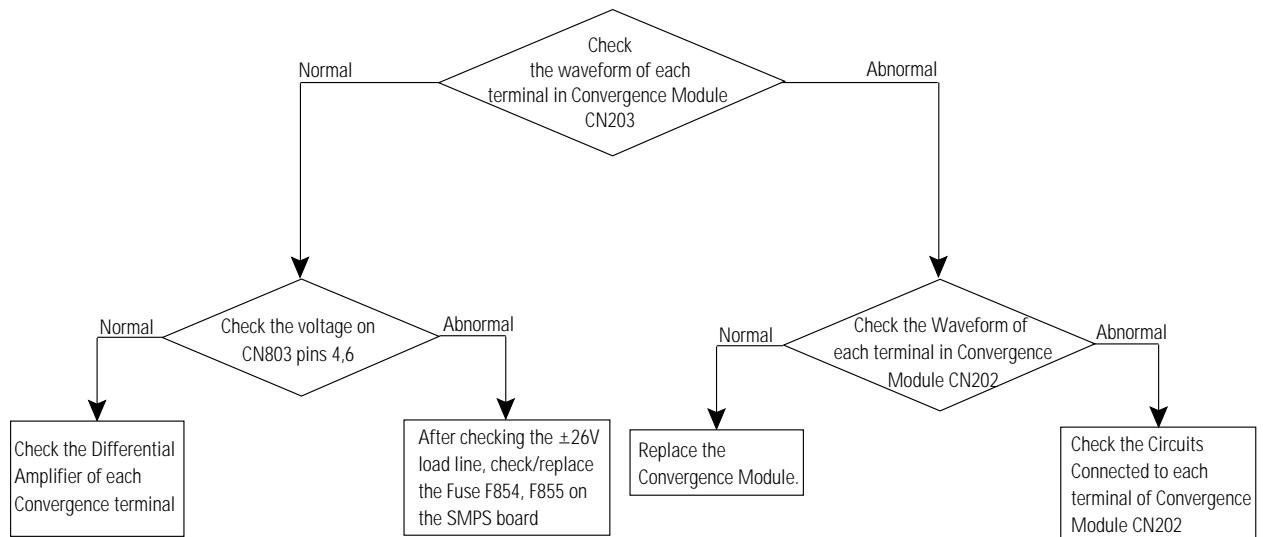 Check
the waveform of each
terminal in Convergence Module
CN203
Normal
Abnormal
Check the voltage on
CN803 pins 4,6
Normal
Abnormal
Check the Waveform of
each terminal in Convergence
Module CN202
Normal
Abnormal
Check the Differential
Amplifier of each
Convergence terminal
After checking the ±26V
load line, check/replace
the Fuse F854, F855 on
the SMPS board
Replace the
Convergence Module.
Check the Circuits
Connected to each
terminal of Convergence
Module CN202